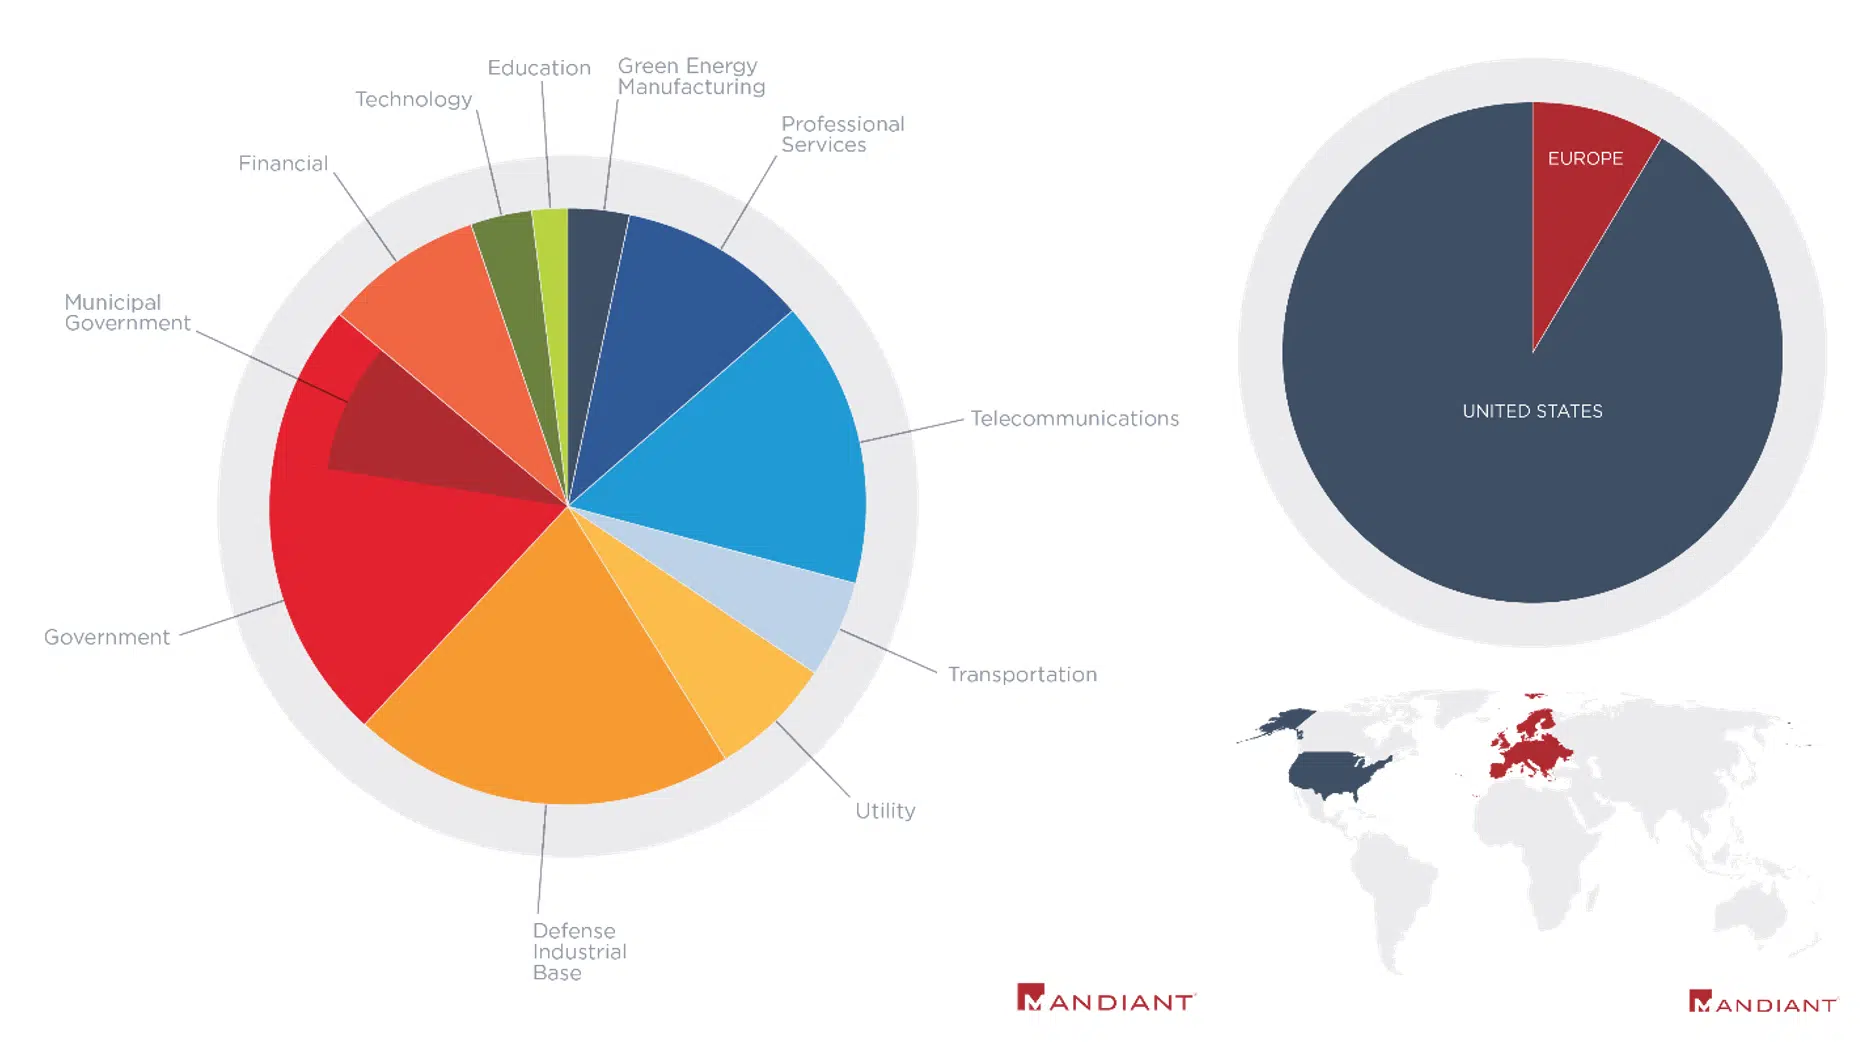 Education
Green Energy
Manufacturing
Technology
Professional
Services
Financial
Municipal
Government
Telecommunications
Government
Transportation
Utility
Defense
Industrial
Base
MANDIANT
EUROPE
UNITED STATES
MANDIANT